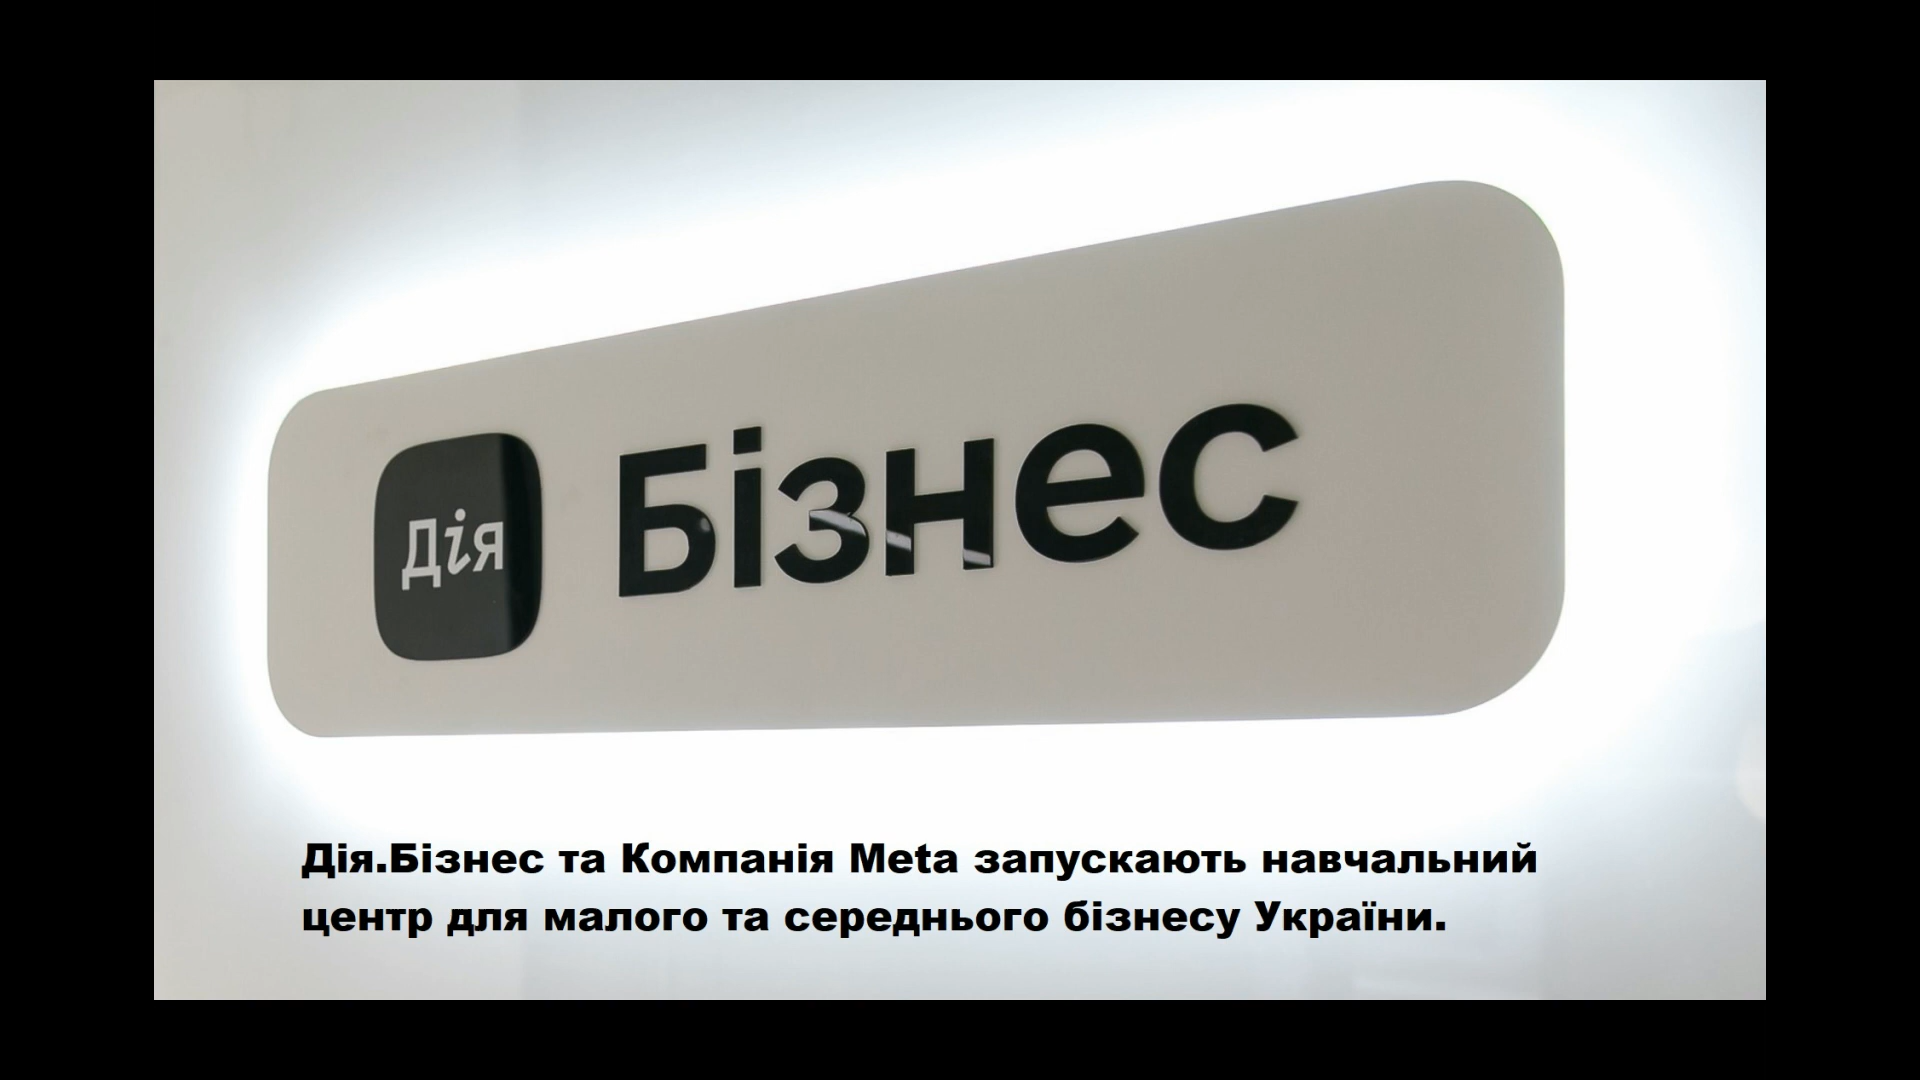 Дія Бізнес
Дія.Бізнес та Компанія Meta запускають навчальний
центр для малого та середнього бізнесу України.